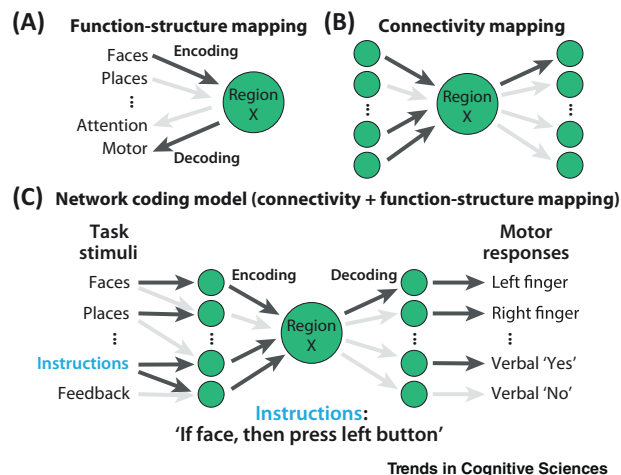 (A) Function-structure mapping
Faces
Encoding
Places
⋮
Attention
Motor
Decoding
Region
X
(B) Connectivity mapping
Region
X
(C) Network coding model (connectivity + function-structure mapping)
Task
stimuli
Motor
responses
Faces
Encoding
Decoding
Left finger
Places
Right finger
⋮
Region
X
⋮
Instructions
Verbal ‘Yes’
Feedback
Verbal ‘No’
Instructions:
‘If face, then press left button’
Trends in Cognitive Sciences